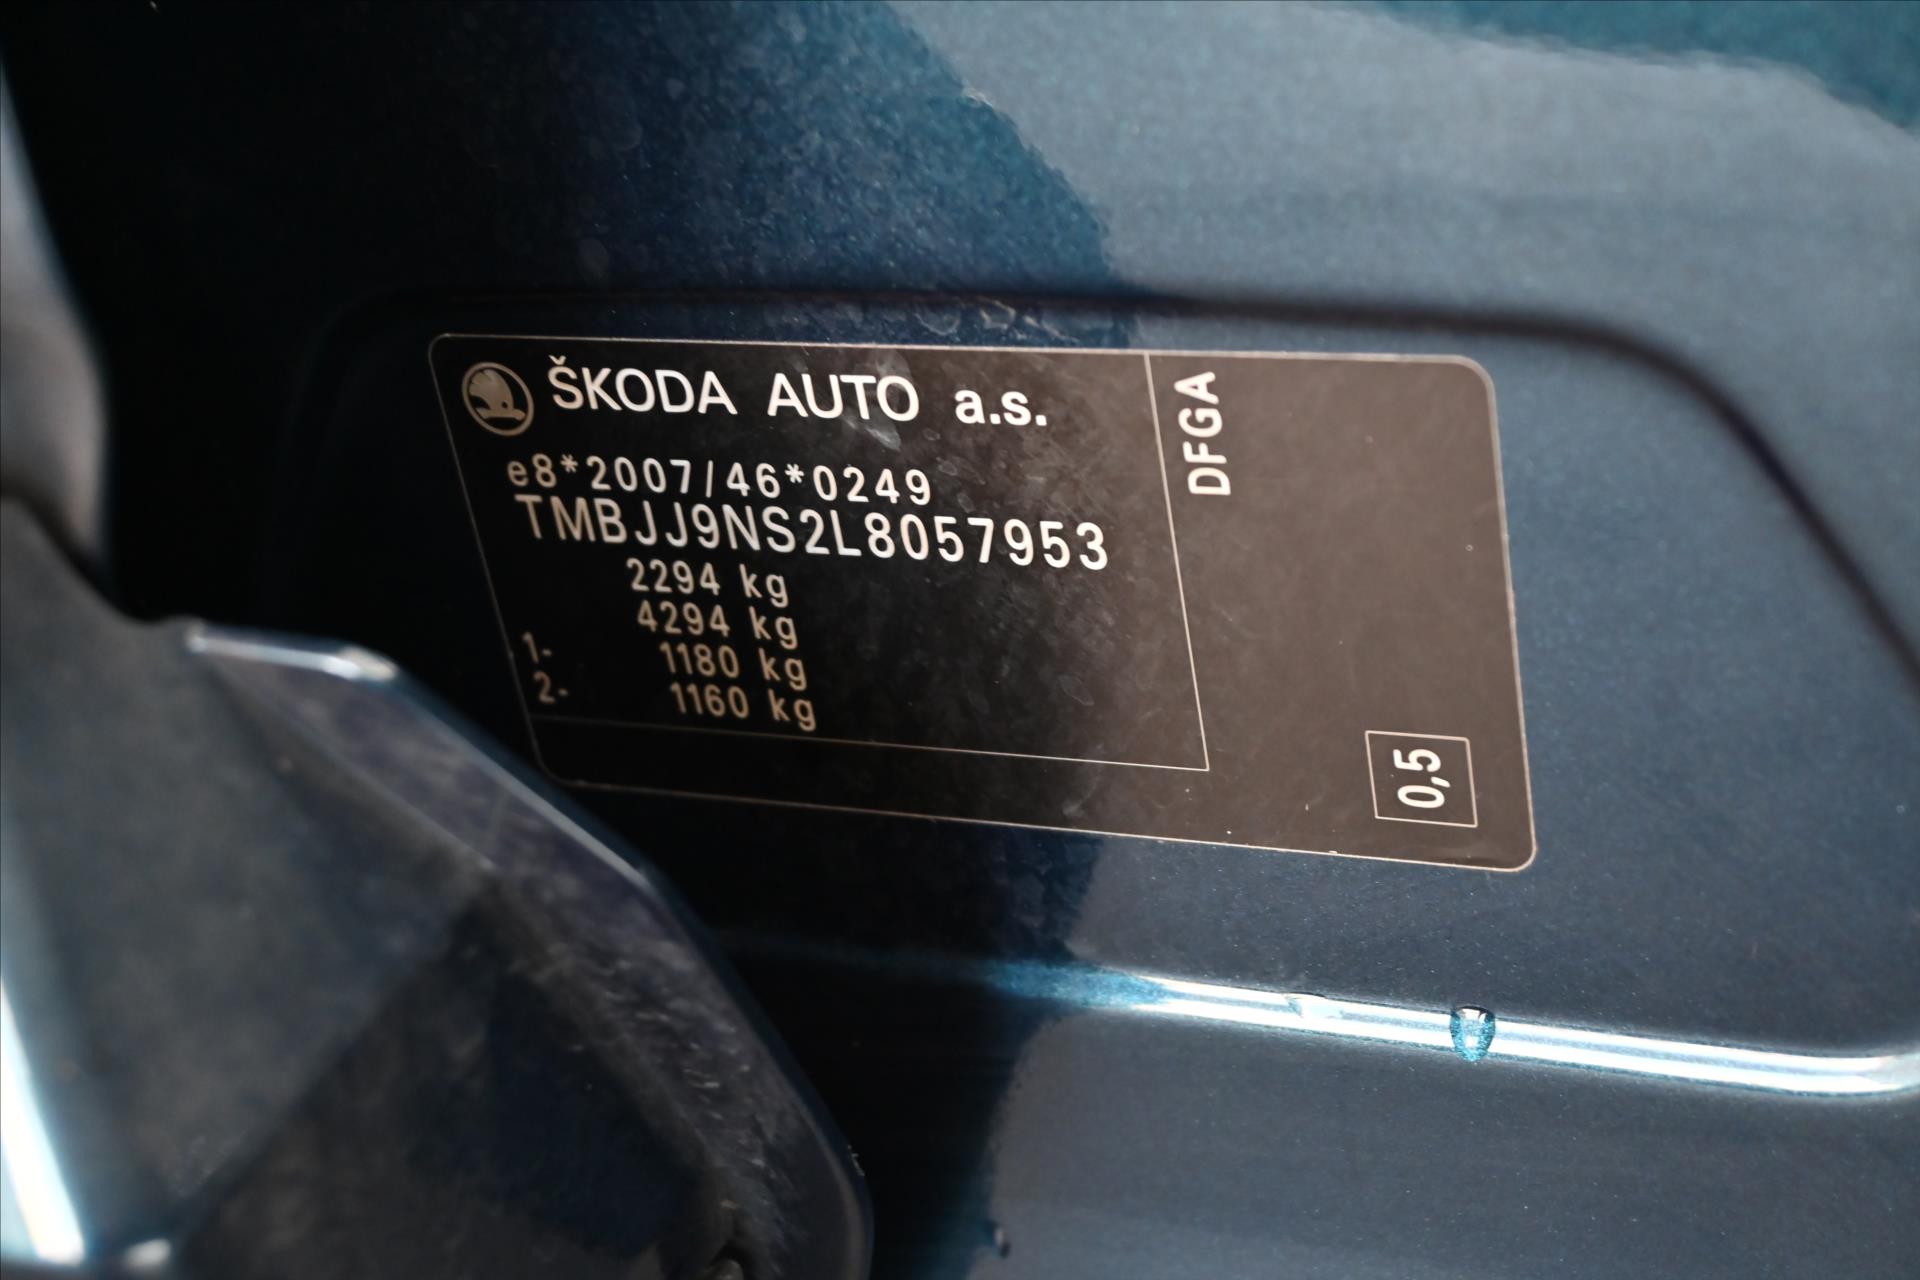 ŠKODA AUTO a.s.
e8*2007/46*0249
TMBJJ9NS2L8057953
2294 kg
4294 kg
1- 1180 kg
2- 1160 kg
DFGA
0,5